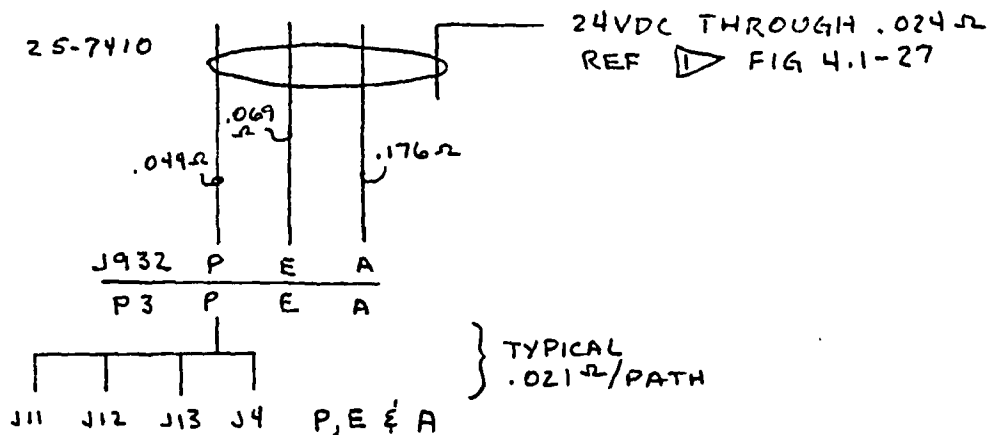 25-7410
24VDC THROUGH .024Ω
REF 1 FIG 4.1-27
.069
Ω
.049Ω
.176Ω
J932 P E A
P3 P E A
TYPICAL
.021Ω/PATH
J11 J12 J13 J4 P, E & A